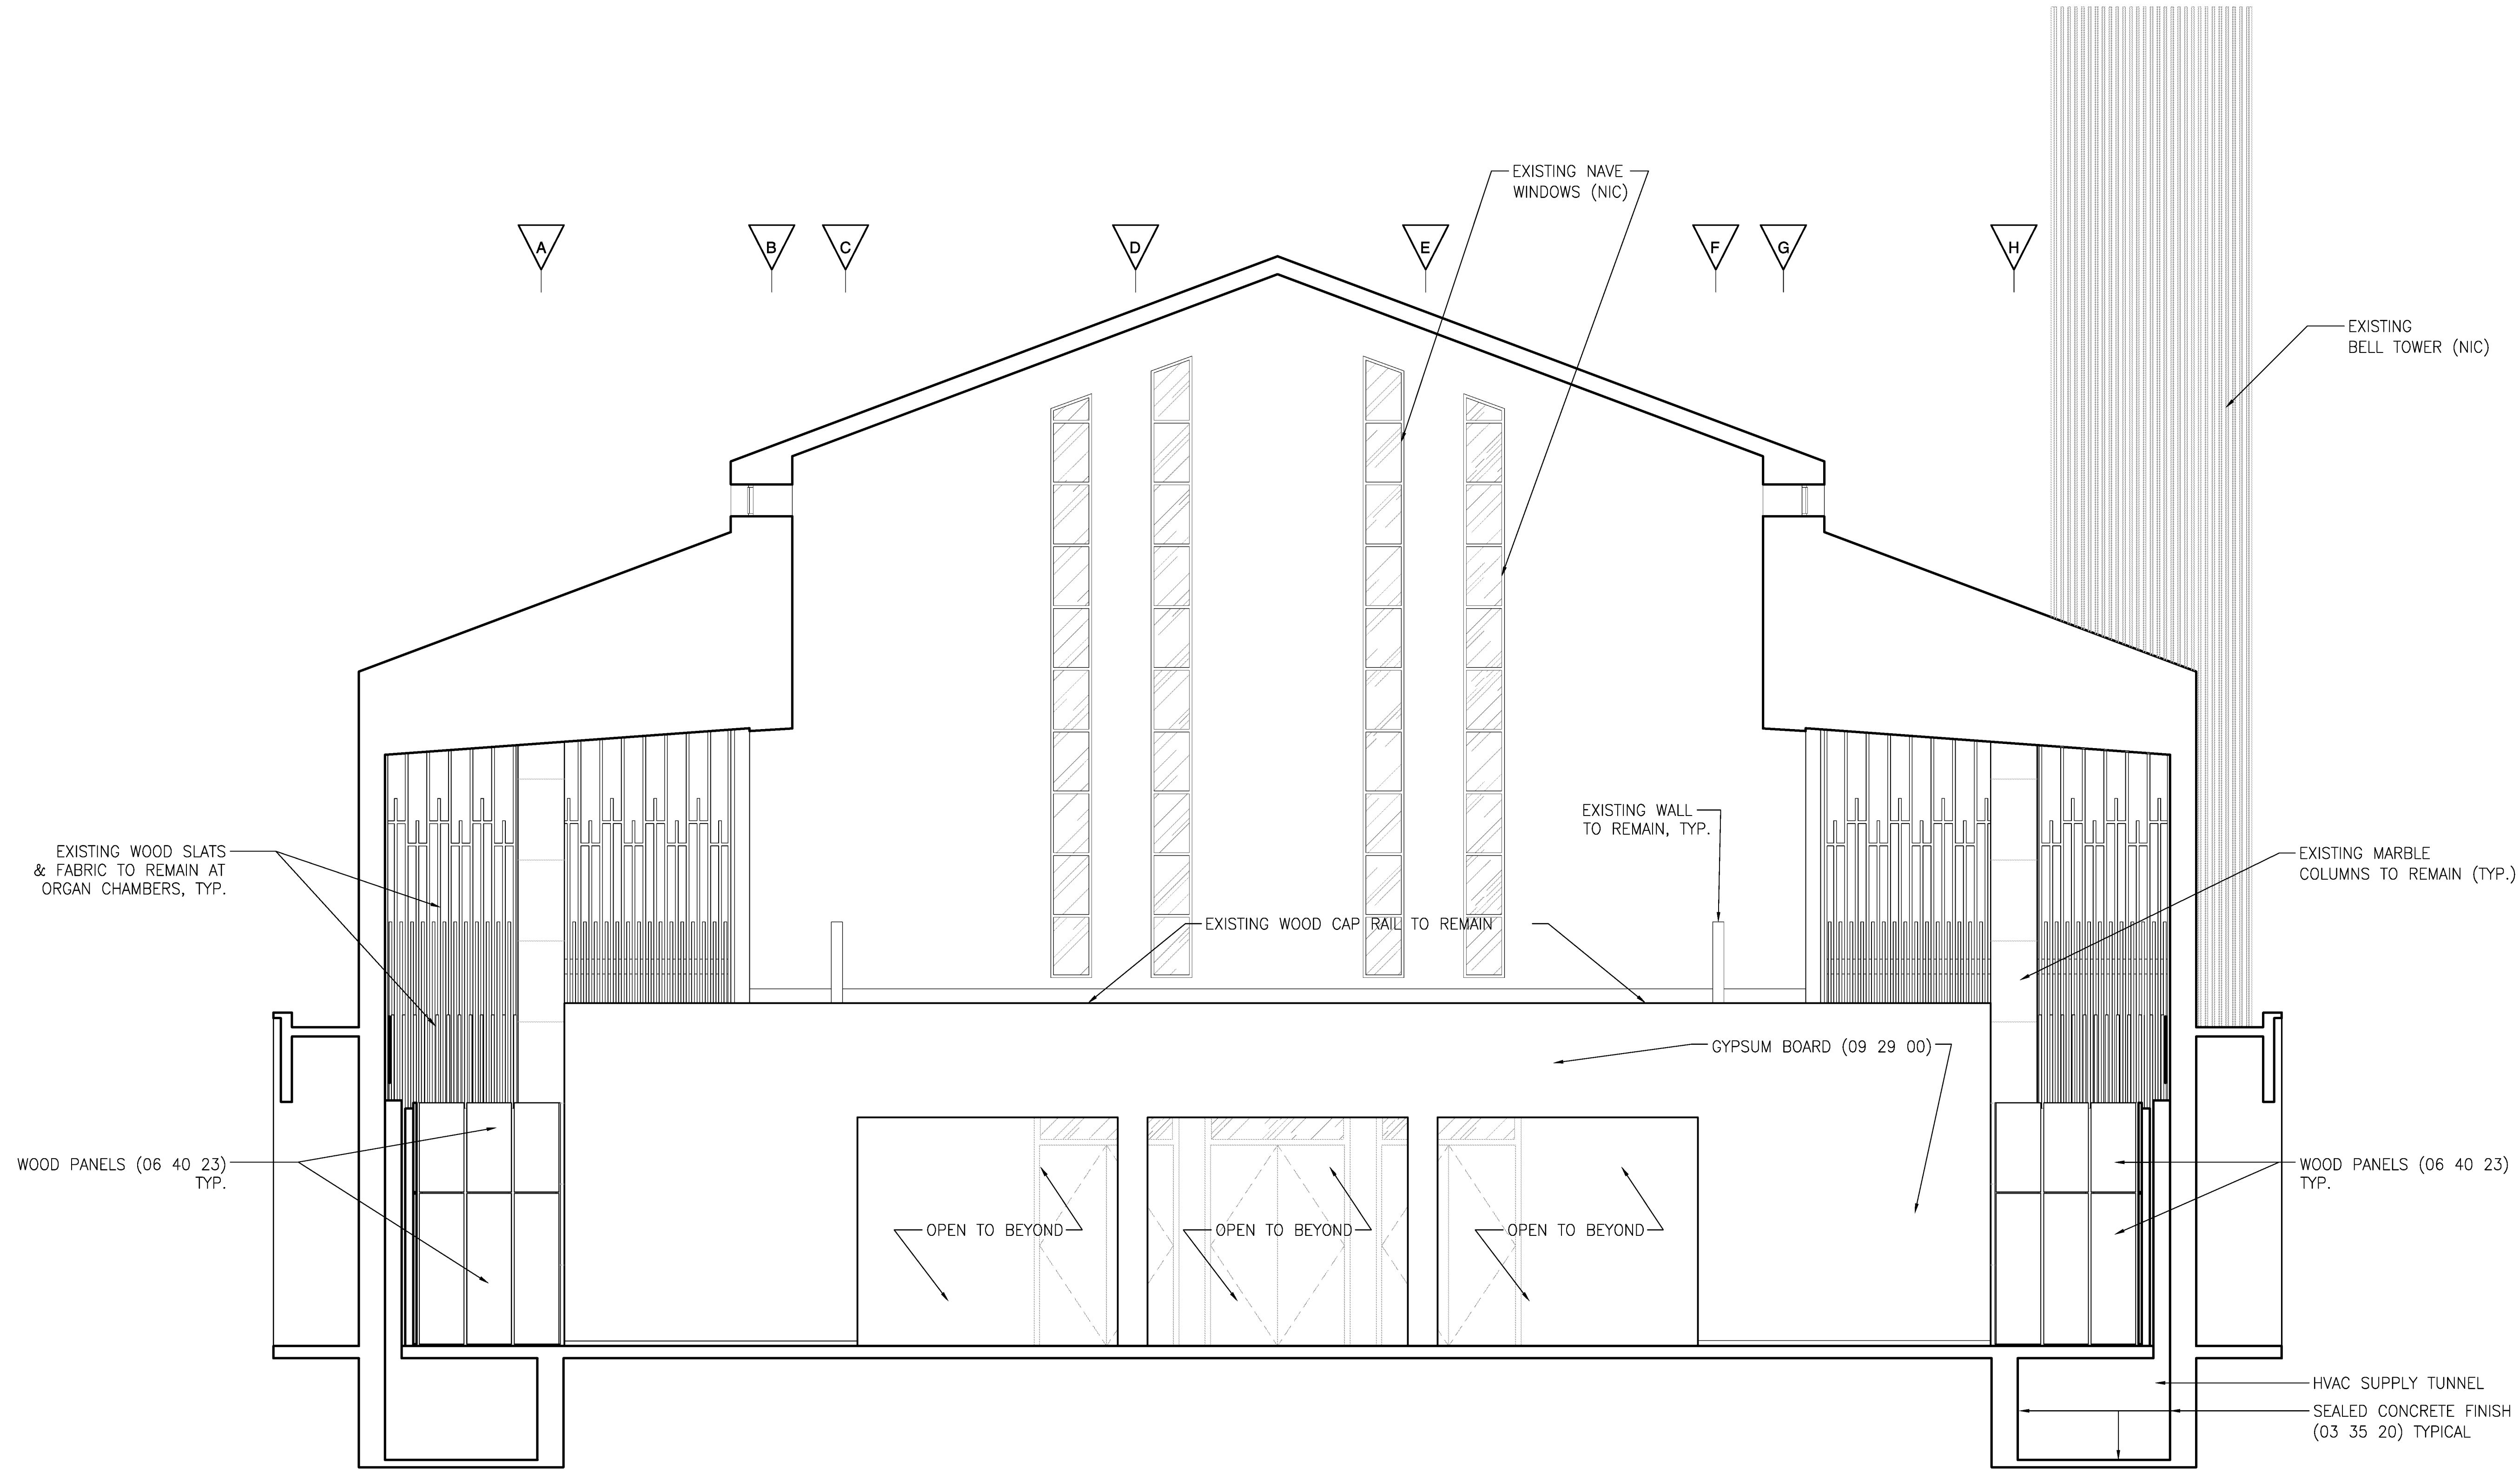 EXISTING NAVE
WINDOWS (NIC)
A
B
C
D
E
F
G
H
EXISTING
BELL TOWER (NIC)
EXISTING WALL
TO REMAIN, TYP.
EXISTING WOOD SLATS
& FABRIC TO REMAIN AT
ORGAN CHAMBERS, TYP.
EXISTING MARBLE
COLUMNS TO REMAIN (TYP.)
EXISTING WOOD CAP RAIL TO REMAIN
GYPSUM BOARD (09 29 00)
WOOD PANELS (06 40 23)
TYP.
WOOD PANELS (06 40 23)
TYP.
OPEN TO BEYOND
OPEN TO BEYOND
OPEN TO BEYOND
HVAC SUPPLY TUNNEL
SEALED CONCRETE FINISH
(03 35 20) TYPICAL